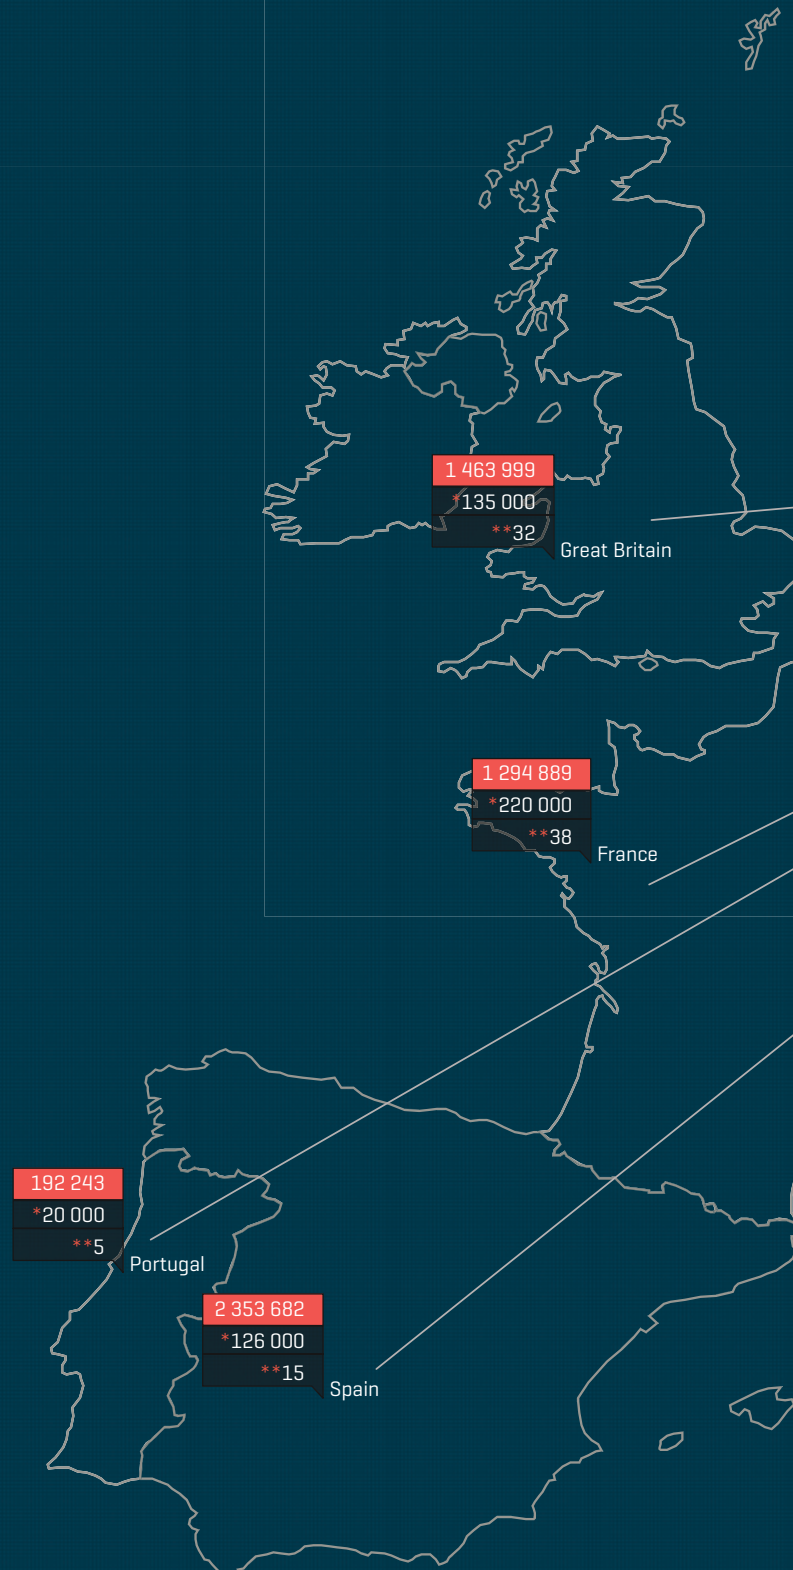 1 463 999
*135 000
**32
Great Britain
1 294 889
*220 000
**38
France
192 243
*20 000
**5
Portugal
2 353 682
*126 000
**15
Spain